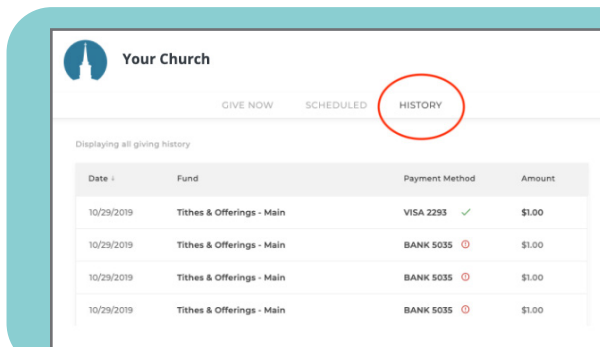 Your Church
GIVE NOW SCHEDULED HISTORY
Displaying all giving history
Date ↓ Fund Payment Method Amount
10/29/2019 Tithes & Offerings - Main VISA 2293 ✓ $1.00
10/29/2019 Tithes & Offerings - Main BANK 5035 $1.00
10/29/2019 Tithes & Offerings - Main BANK 5035 $1.00
10/29/2019 Tithes & Offerings - Main BANK 5035 $1.00